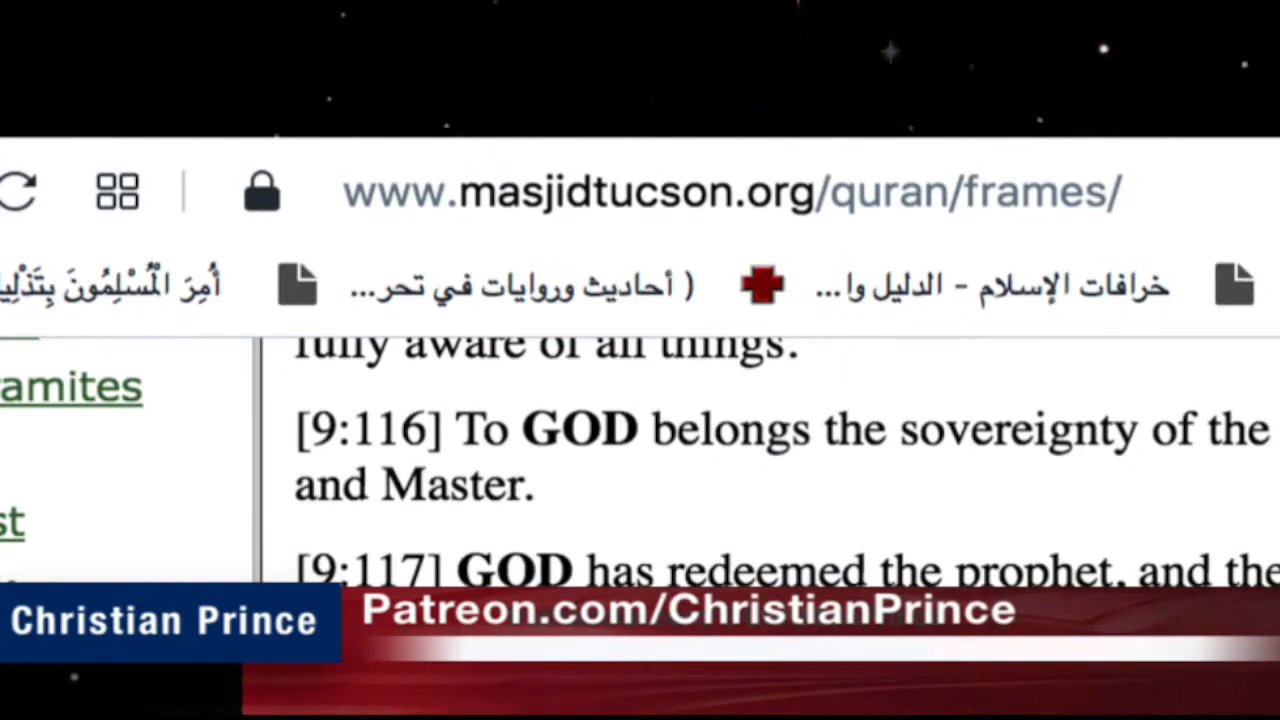 www.masjidtucson.org/quran/frames/
أُمِرَ الْمُسْلِمُونَ
( أحاديث وروايات في تحر...
خرافات الإسلام - الدليل وا...
fully aware of all things.
ramites
[9:116] To GOD belongs the sovereignty of the
and Master.
st
[9:117] GOD has redeemed the prophet, and the
Christian Prince
Patreon.com/ChristianPrince